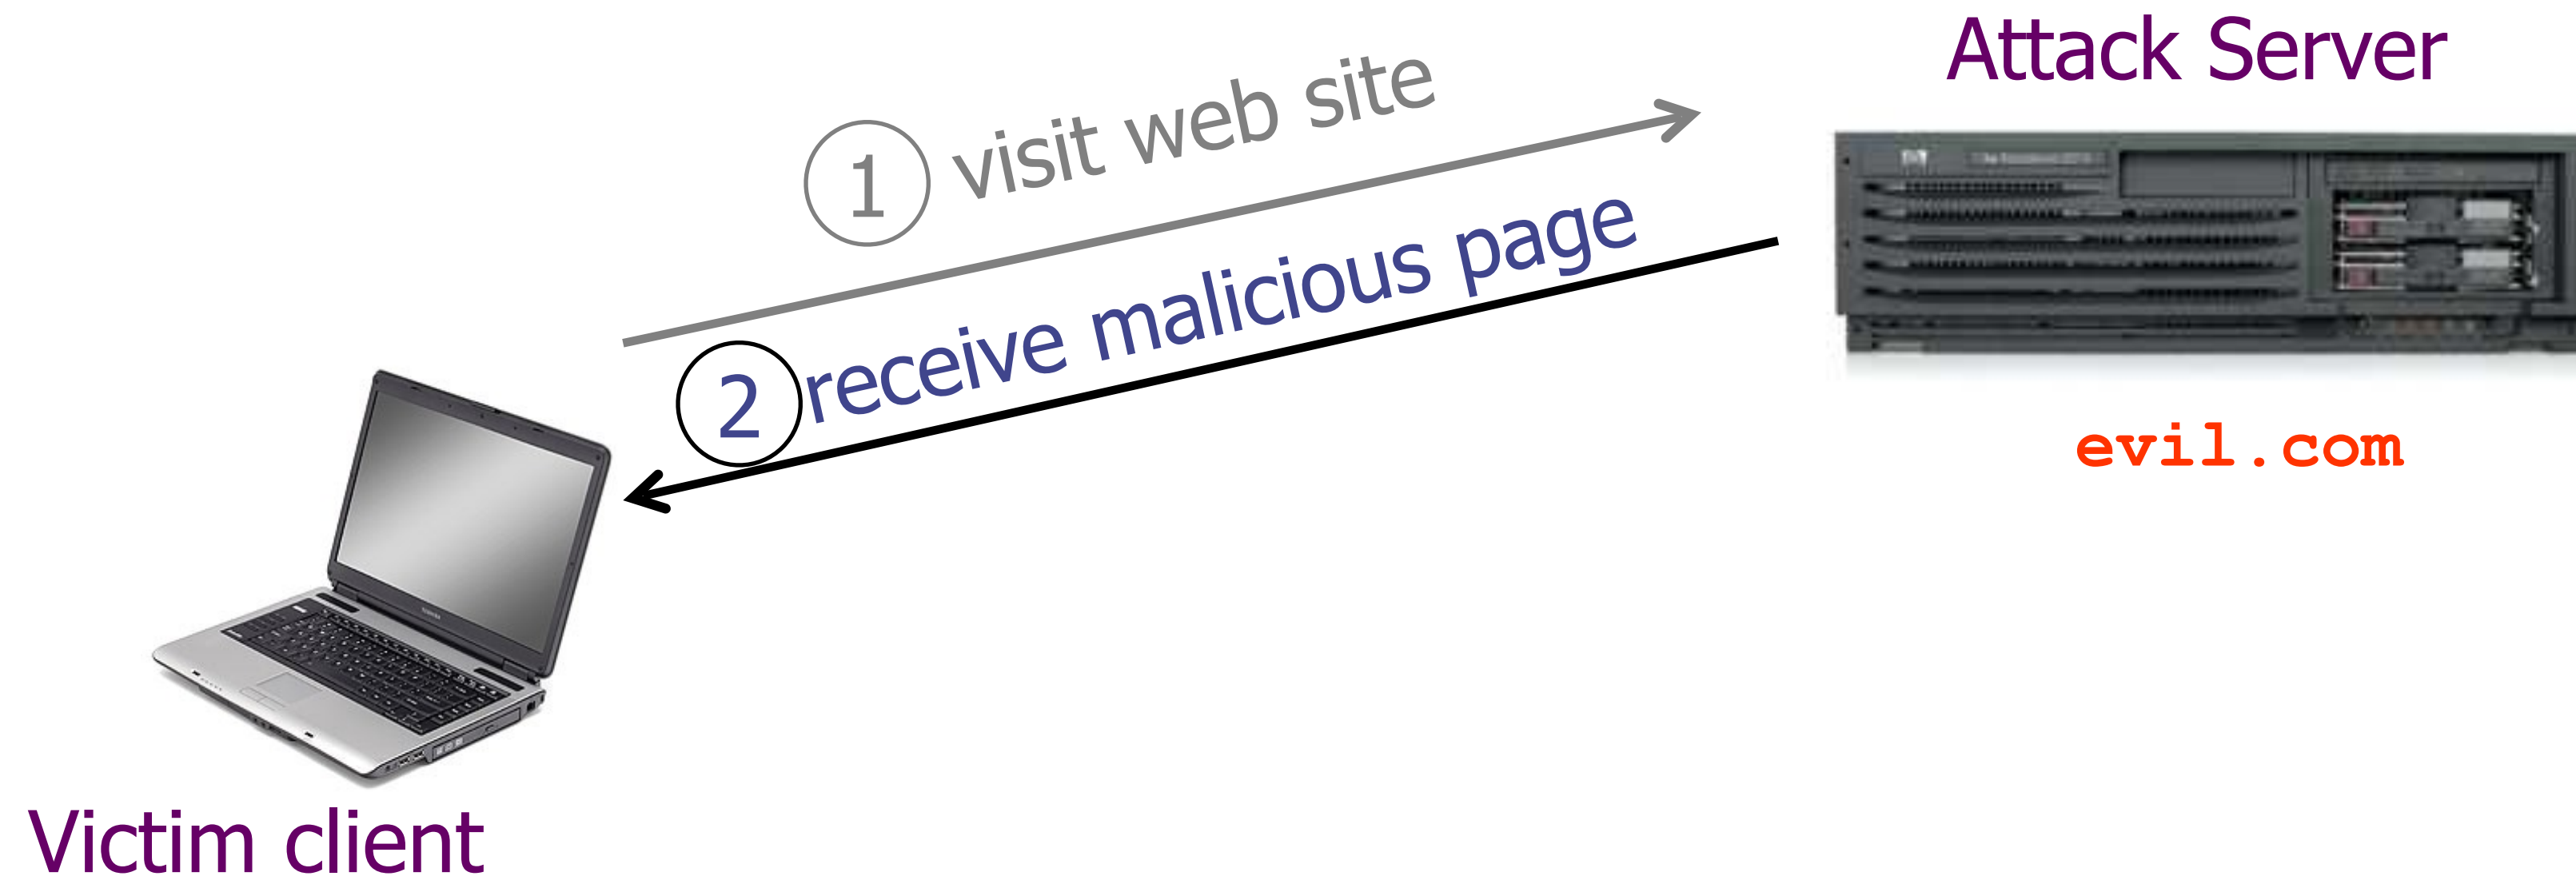 Attack Server
1 visit web site
2 receive malicious page
evil.com
Victim client